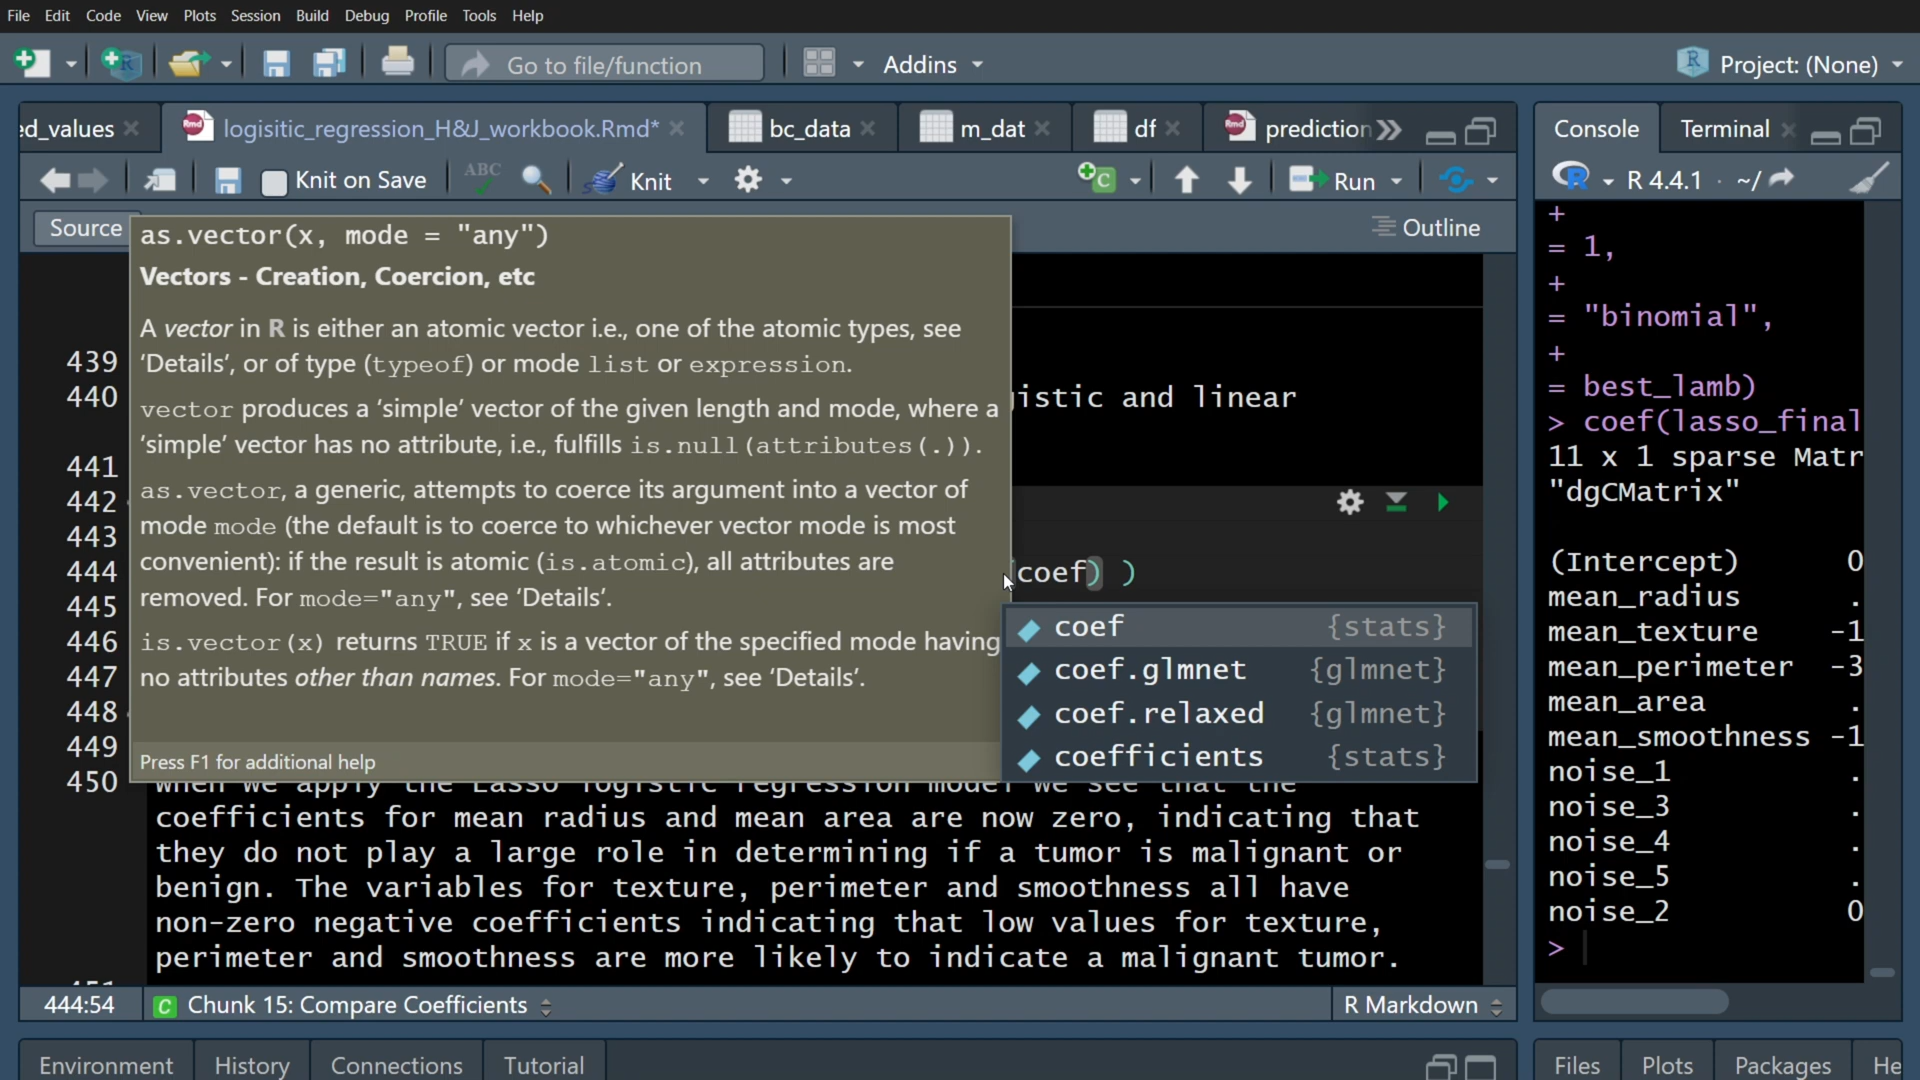 File Edit Code View Plots Session Build Debug Profile Tools Help
Go to file/function Addins Project: (None)
ed_values logisitic_regression_H&J_workbook.Rmd* bc_data m_dat df prediction
Knit on Save Knit Run
Source Outline
as.vector(x, mode = "any")
Vectors - Creation, Coercion, etc
A vector in R is either an atomic vector i.e., one of the atomic types, see
‘Details’, or of type (typeof) or mode list or expression.
vector produces a ‘simple’ vector of the given length and mode, where a
‘simple’ vector has no attribute, i.e., fulfills is.null(attributes(.)).
as.vector, a generic, attempts to coerce its argument into a vector of
mode mode (the default is to coerce to whichever vector mode is most
convenient): if the result is atomic (is.atomic), all attributes are
removed. For mode="any", see ‘Details’.
is.vector(x) returns TRUE if x is a vector of the specified mode having
no attributes other than names. For mode="any", see ‘Details’.
Press F1 for additional help
439
440 istic and linear
441
442
443
444 coef) )
445
446
447
448
449
450
coef {stats}
coef.glmnet {glmnet}
coef.relaxed {glmnet}
coefficients {stats}
when we apply the Lasso logistic regression model we see that the
coefficients for mean radius and mean area are now zero, indicating that
they do not play a large role in determining if a tumor is malignant or
benign. The variables for texture, perimeter and smoothness all have
non-zero negative coefficients indicating that low values for texture,
perimeter and smoothness are more likely to indicate a malignant tumor.
444:54 C Chunk 15: Compare Coefficients R Markdown
Environment History Connections Tutorial
Console Terminal
R 4.4.1 · ~/
+
= 1,
+
= "binomial",
+
= best_lamb)
> coef(lasso_final
11 x 1 sparse Matr
"dgCMatrix"
(Intercept) 0
mean_radius .
mean_texture -1
mean_perimeter -3
mean_area .
mean_smoothness -1
noise_1 .
noise_3 .
noise_4 .
noise_5 .
noise_2 0
>
Files Plots Packages He